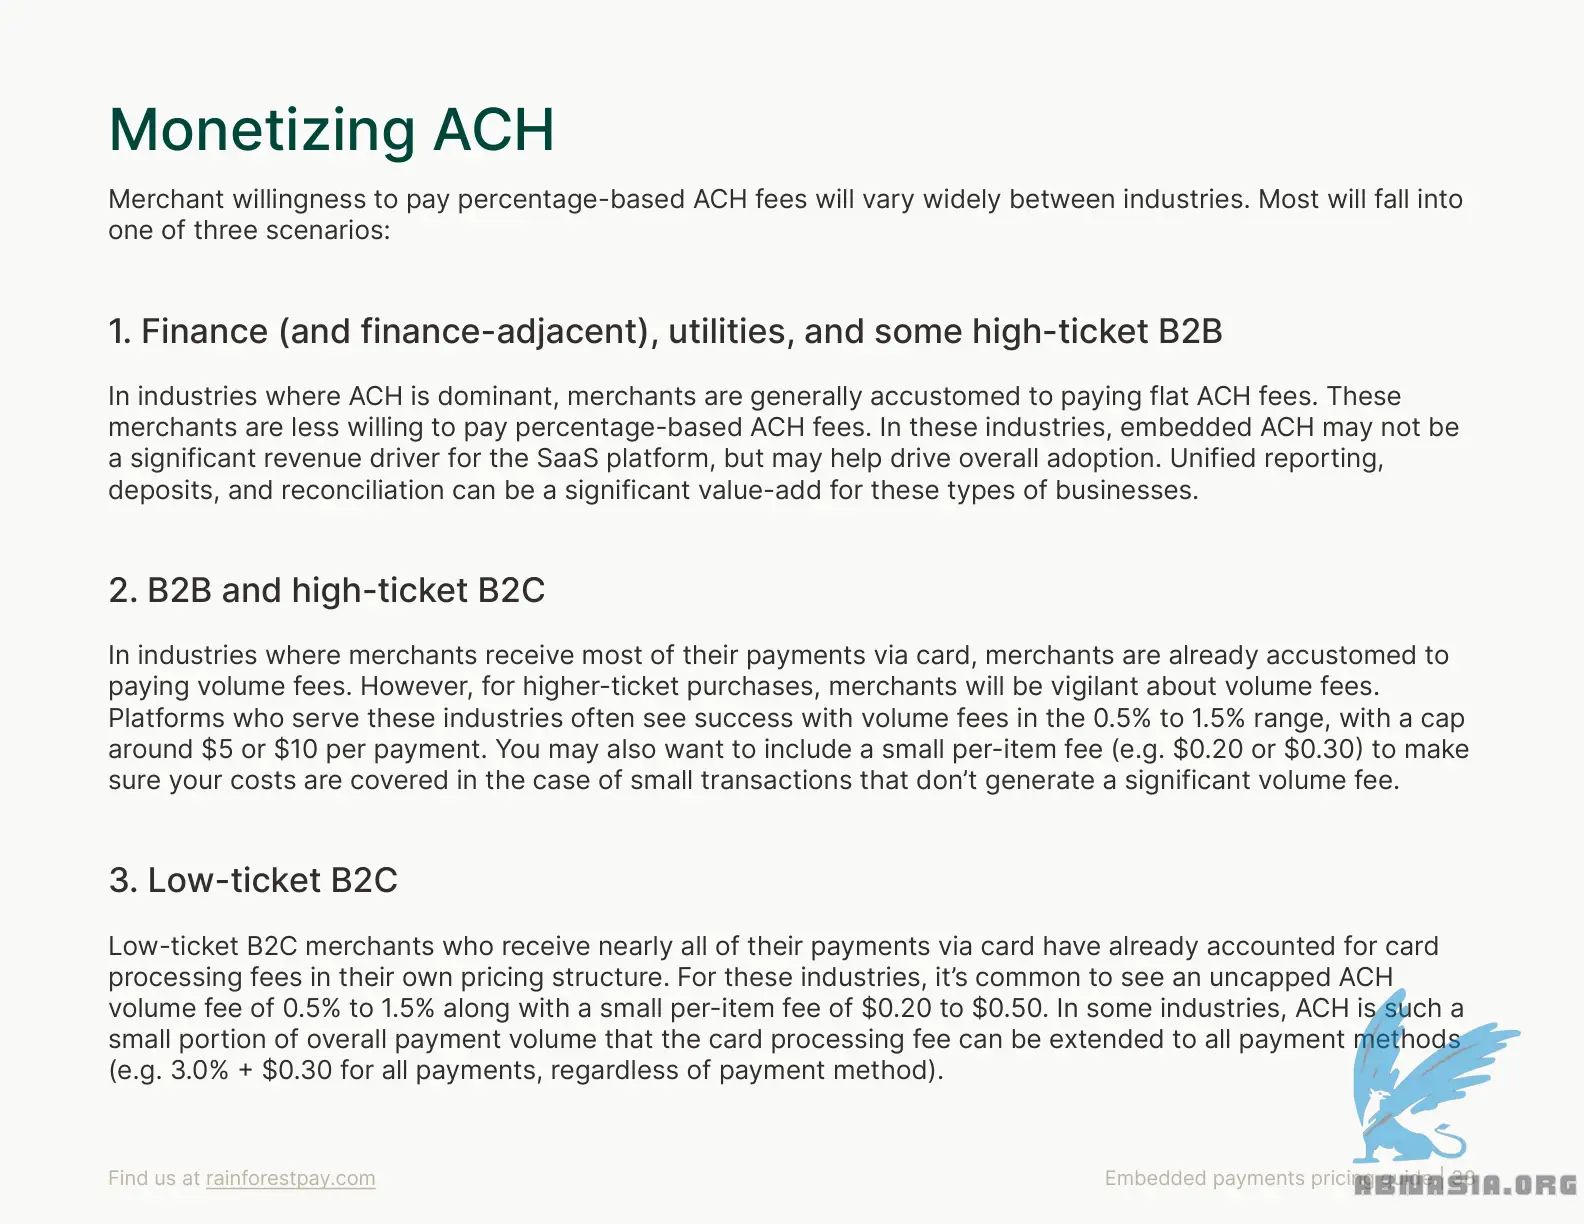 Monetizing ACH
Merchant willingness to pay percentage-based ACH fees will vary widely between industries. Most will fall into
one of three scenarios:
1. Finance (and finance-adjacent), utilities, and some high-ticket B2B
In industries where ACH is dominant, merchants are generally accustomed to paying flat ACH fees. These
merchants are less willing to pay percentage-based ACH fees. In these industries, embedded ACH may not be
a significant revenue driver for the SaaS platform, but may help drive overall adoption. Unified reporting,
deposits, and reconciliation can be a significant value-add for these types of businesses.
2. B2B and high-ticket B2C
In industries where merchants receive most of their payments via card, merchants are already accustomed to
paying volume fees. However, for higher-ticket purchases, merchants will be vigilant about volume fees.
Platforms who serve these industries often see success with volume fees in the 0.5% to 1.5% range, with a cap
around $5 or $10 per payment. You may also want to include a small per-item fee (e.g. $0.20 or $0.30) to make
sure your costs are covered in the case of small transactions that don’t generate a significant volume fee.
3. Low-ticket B2C
Low-ticket B2C merchants who receive nearly all of their payments via card have already accounted for card
processing fees in their own pricing structure. For these industries, it’s common to see an uncapped ACH
volume fee of 0.5% to 1.5% along with a small per-item fee of $0.20 to $0.50. In some industries, ACH is such a
small portion of overall payment volume that the card processing fee can be extended to all payment methods
(e.g. 3.0% + $0.30 for all payments, regardless of payment method).
Find us at rainforestpay.com
Embedded payments pricing guide |
ABINASIA.ORG